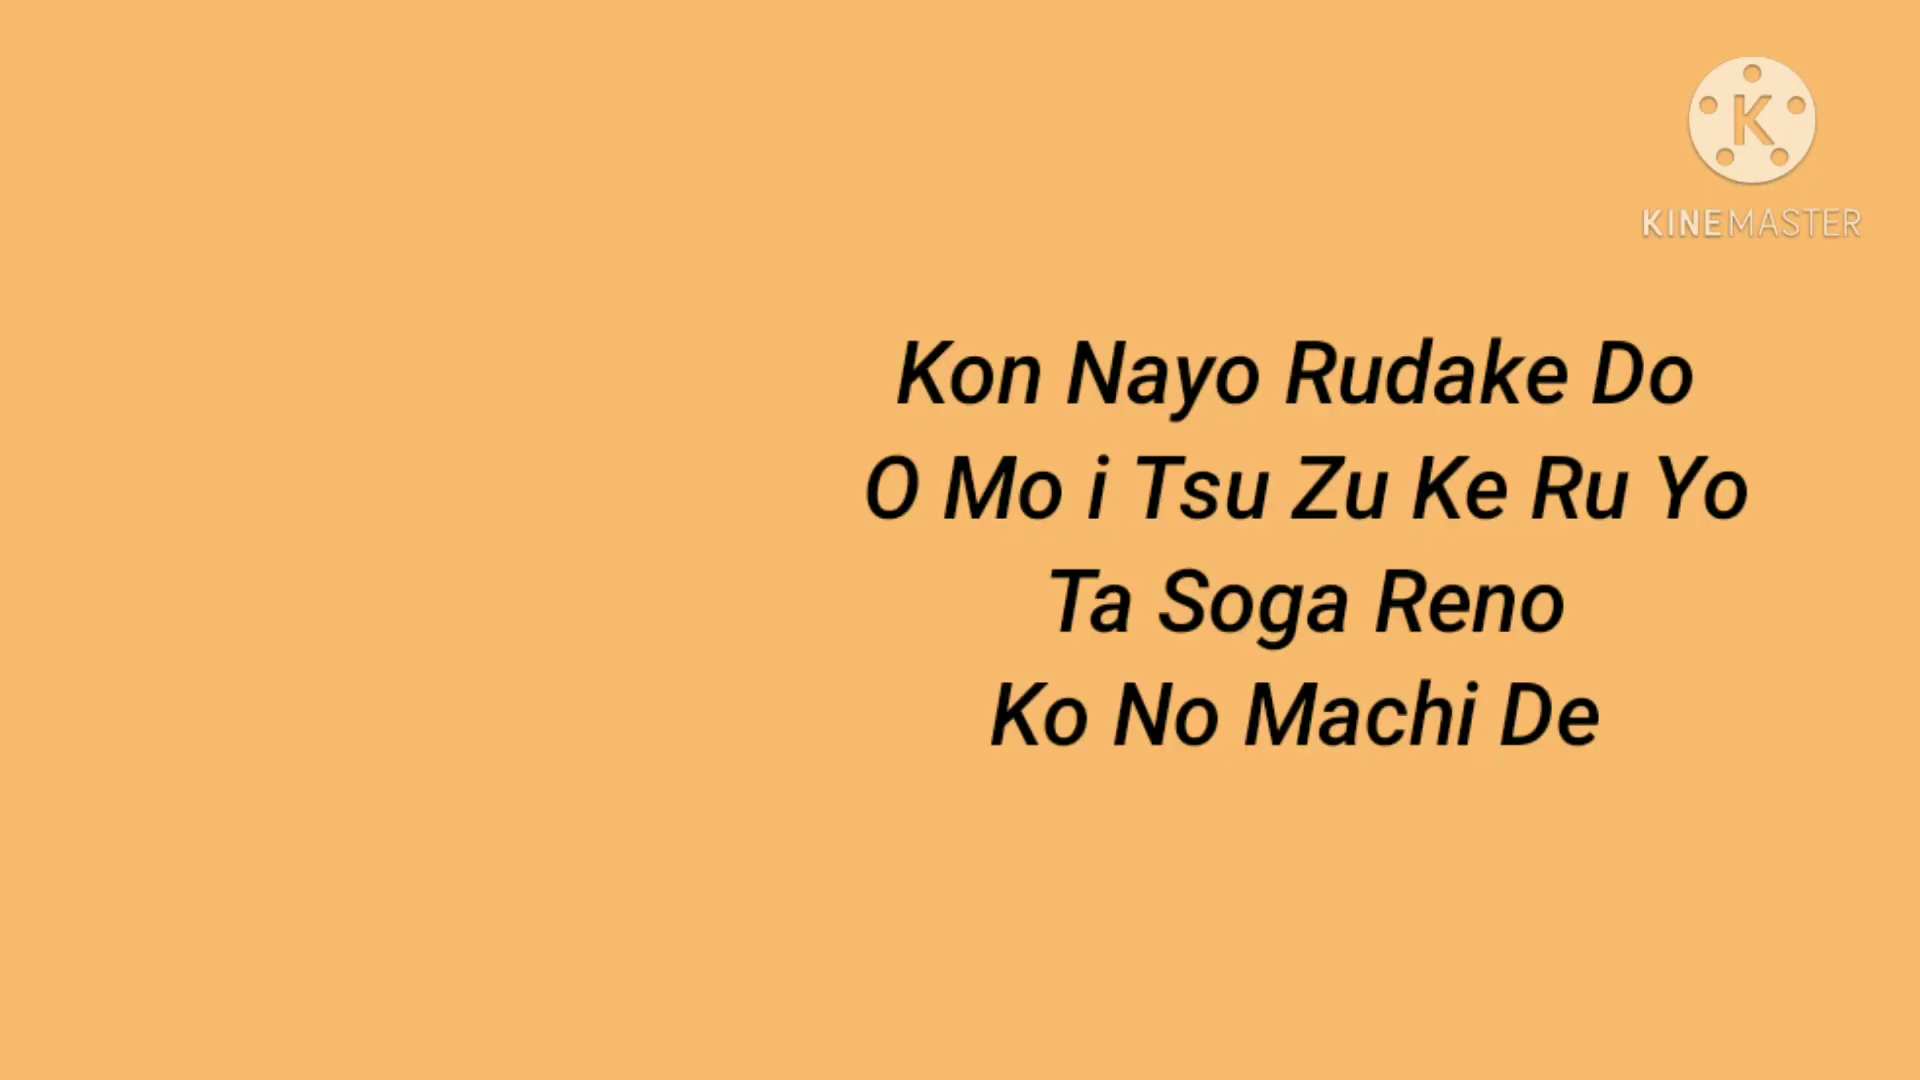 K
KINEMASTER
Kon Nayo Rudake Do
O Mo i Tsu Zu Ke Ru Yo
Ta Soga Reno
Ko No Machi De